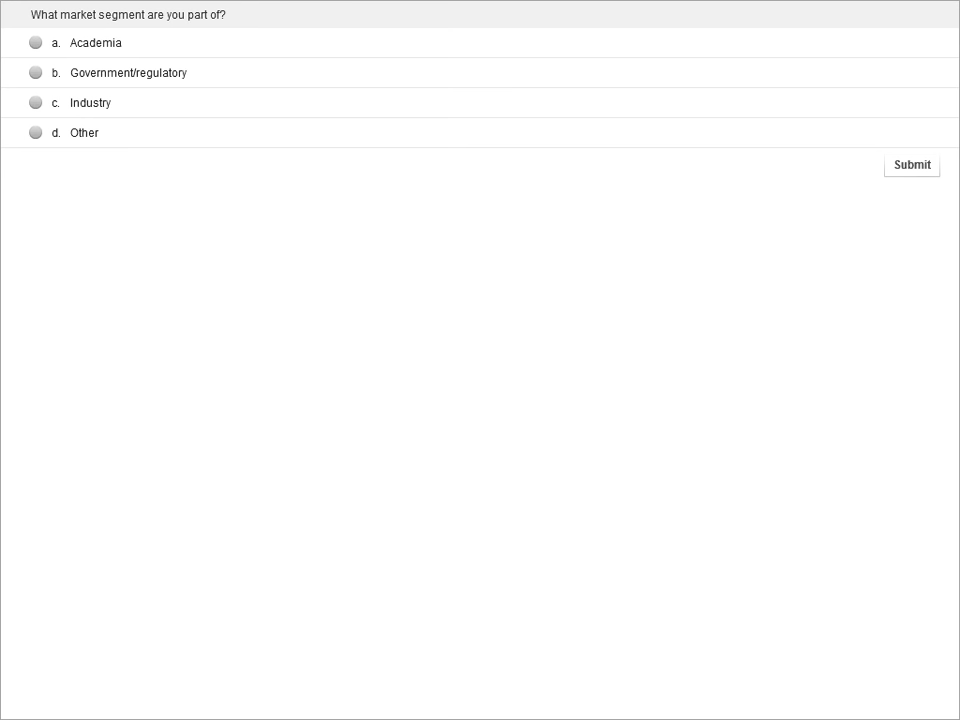 What market segment are you part of?
a. Academia
b. Government/regulatory
c. Industry
d. Other
Submit